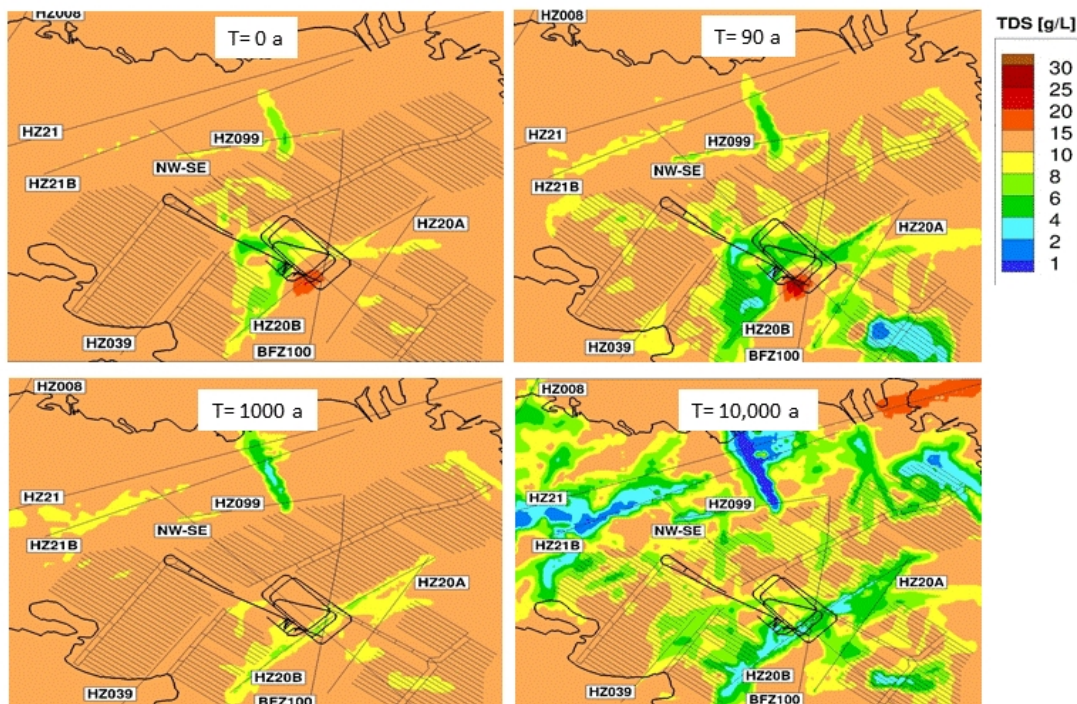 HZ008
T= 0 a
HZ21
HZ099
NW-SE
HZ21B
HZ20A
HZ20B
HZ039
BFZ100
T= 90 a
HZ21
HZ099
NW-SE
HZ21B
HZ20A
HZ20B
HZ039
BFZ100
TDS [g/L]
30
25
20
15
10
8
6
4
2
1
HZ008
T= 1000 a
HZ21
HZ099
NW-SE
HZ21B
HZ20A
HZ20B
HZ039
BFZ100
HZ008
T= 10,000 a
HZ21
HZ099
NW-SE
HZ21B
HZ20A
HZ20B
HZ039
BFZ100